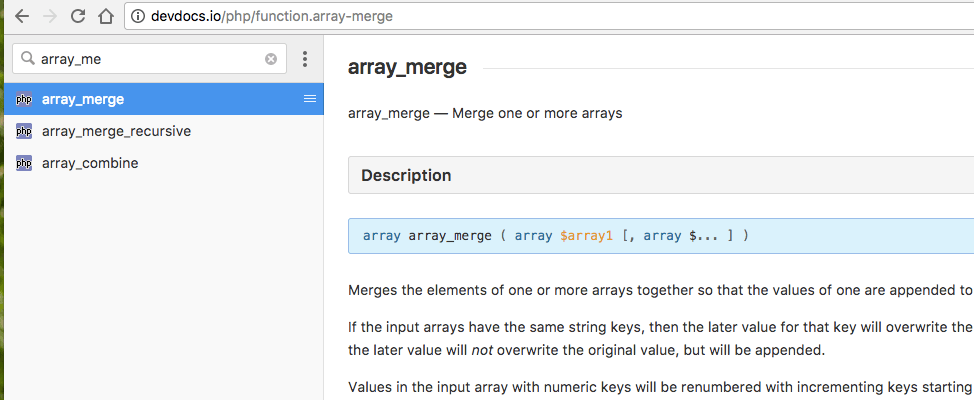 devdocs.io/php/function.array-merge
array_me
php array_merge
php array_merge_recursive
php array_combine
array_merge
array_merge — Merge one or more arrays
Description
array array_merge ( array $array1 [, array $... ] )
Merges the elements of one or more arrays together so that the values of one are appended to
If the input arrays have the same string keys, then the later value for that key will overwrite the
the later value will not overwrite the original value, but will be appended.
Values in the input array with numeric keys will be renumbered with incrementing keys starting